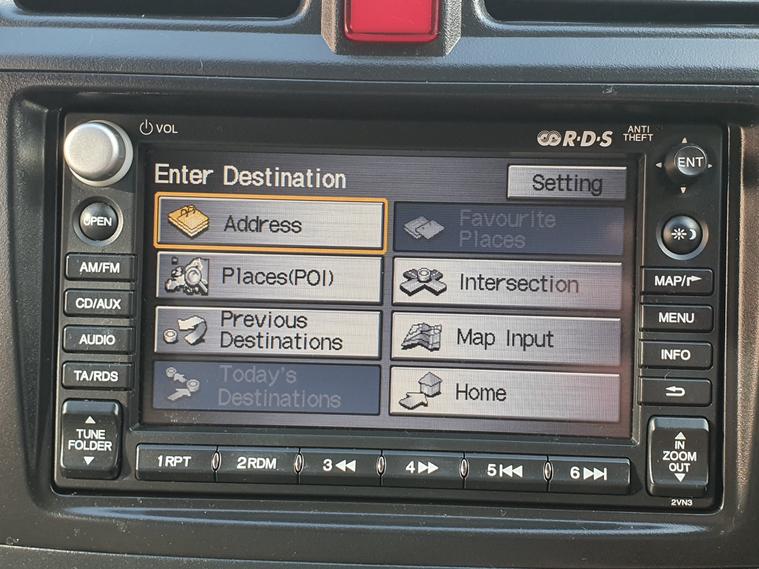 VOL
R·D·S
ANTI
THEFT
ENT
OPEN
Enter Destination
Setting
Address
Favourite
Places
AM/FM
Places(POI)
Intersection
MAP/
CD/AUX
Previous
Destinations
Map Input
MENU
AUDIO
INFO
TA/RDS
Today's
Destinations
Home
TUNE
FOLDER
1RPT
2RDM
3
4
5
6
IN
ZOOM
OUT
2VN3